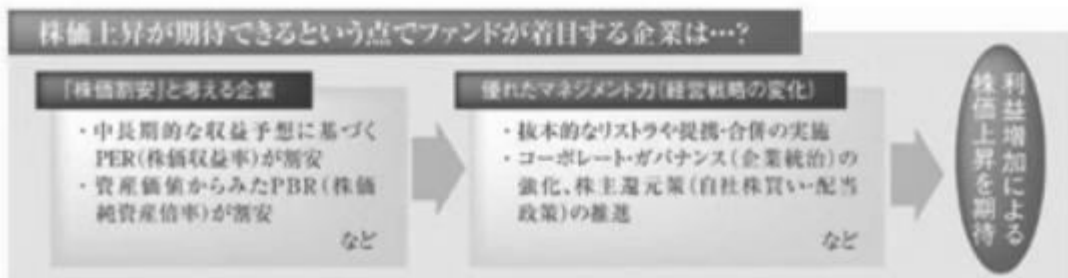 株価上昇が期待できるという点でファンドが着目する企業は…?
「株価割安」と考える企業
・中長期的な収益予想に基づく
PER(株価収益率)が割安
・資産価値からみたPBR(株価
純資産倍率)が割安
など
優れたマネジメント力(経営戦略の変化)
・抜本的なリストラや提携・合併の実施
・コーポレート・ガバナンス(企業統治)の
強化、株主還元策(自社株買い・配当
政策)の推進
など
利益増加による
株価上昇を期待